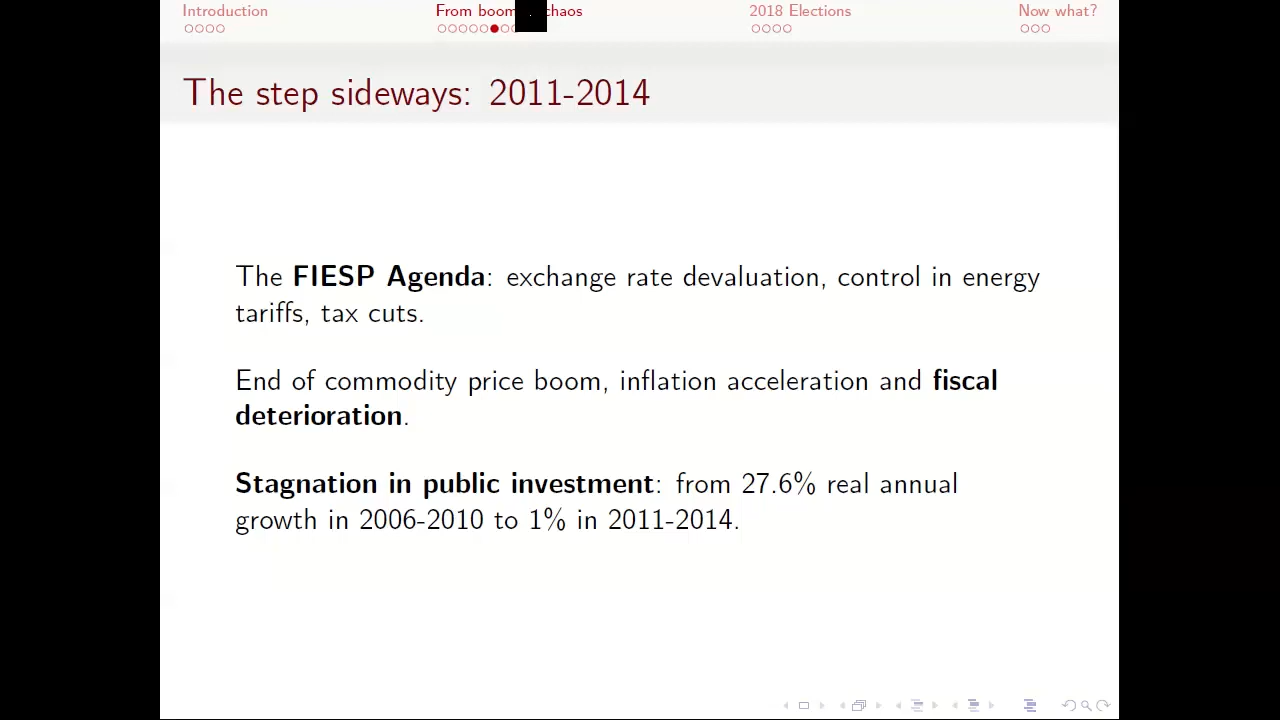 Introduction
From boom chaos
2018 Elections
Now what?
The step sideways: 2011-2014
The FIESP Agenda: exchange rate devaluation, control in energy
tariffs, tax cuts.
End of commodity price boom, inflation acceleration and fiscal
deterioration.
Stagnation in public investment: from 27.6% real annual
growth in 2006-2010 to 1% in 2011-2014.